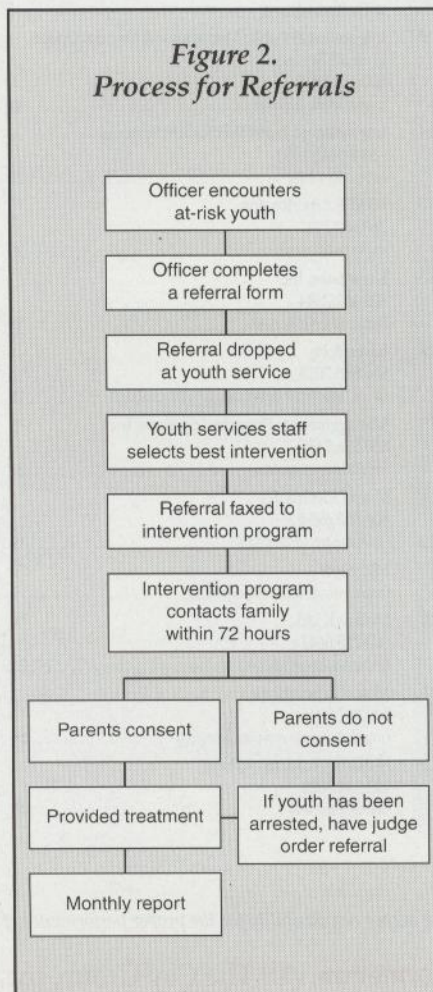 Figure 2.
Process for Referrals
Officer encounters
at-risk youth
Officer completes
a referral form
Referral dropped
at youth service
Youth services staff
selects best intervention
Referral faxed to
intervention program
Intervention program
contacts family
within 72 hours
Parents consent
Parents do not
consent
Provided treatment
If youth has been
arrested, have judge
order referral
Monthly report